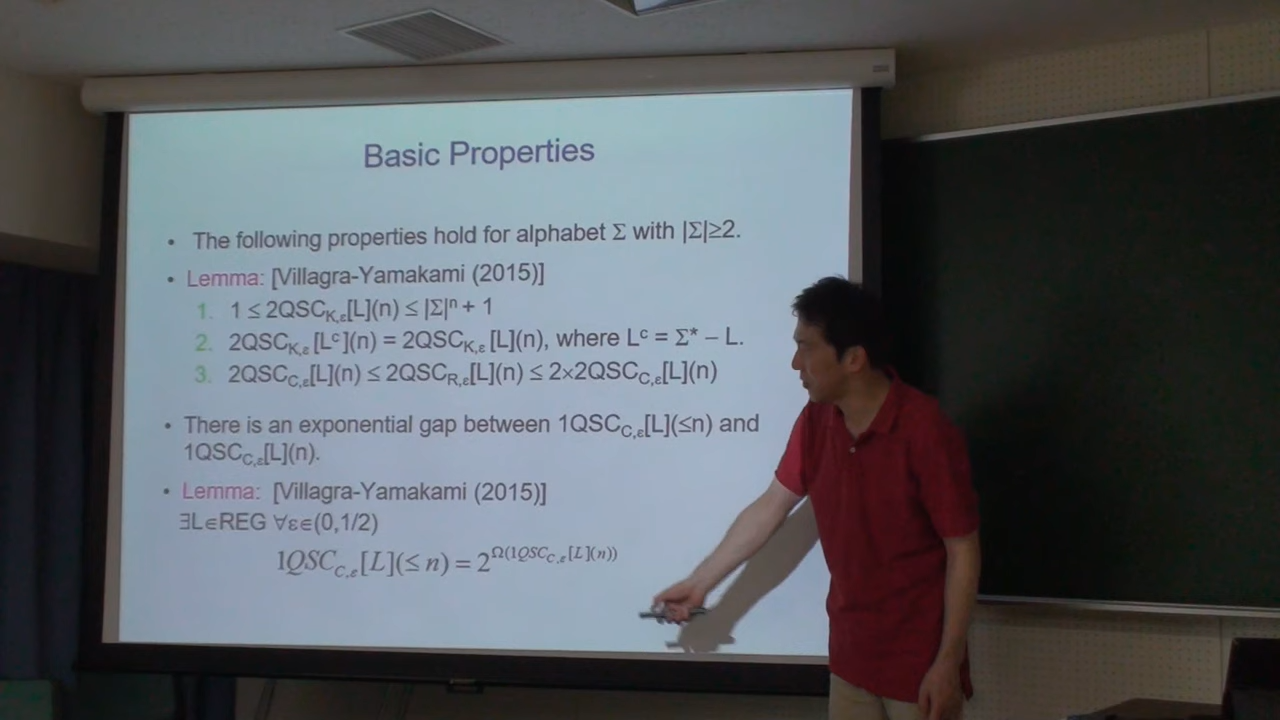 Basic Properties
• The following properties hold for alphabet Σ with |Σ|≥2.
• Lemma: [Villagra-Yamakami (2015)]
1. 1 ≤ 2QSC_{K,ε}[L](n) ≤ |Σ|ⁿ + 1
2. 2QSC_{K,ε}[Lᶜ](n) = 2QSC_{K,ε}[L](n), where Lᶜ = Σ* – L.
3. 2QSC_{C,ε}[L](n) ≤ 2QSC_{R,ε}[L](n) ≤ 2×2QSC_{C,ε}[L](n)
• There is an exponential gap between 1QSC_{C,ε}[L](≤n) and
1QSC_{C,ε}[L](n).
• Lemma: [Villagra-Yamakami (2015)]
∃L∈REG ∀ε∈(0,1/2)
1QSC_{C,ε}[L](≤ n) = 2^{Ω(1QSC_{C,ε}[L](n))}